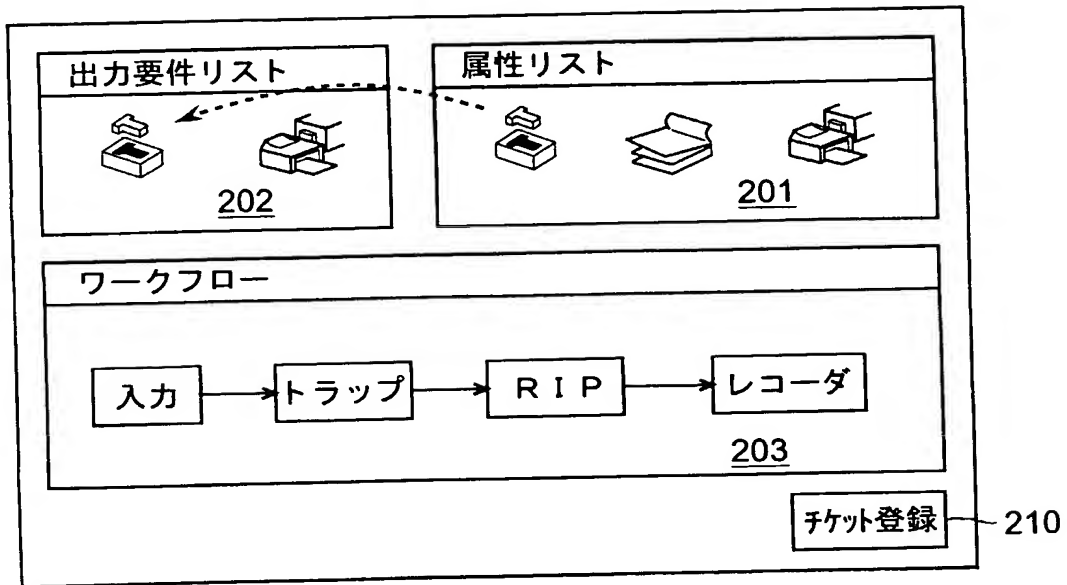 出力要件リスト
属性リスト
202
201
ワークフロー
入力
トラップ
ＲＩＰ
レコーダ
203
チケット登録
210